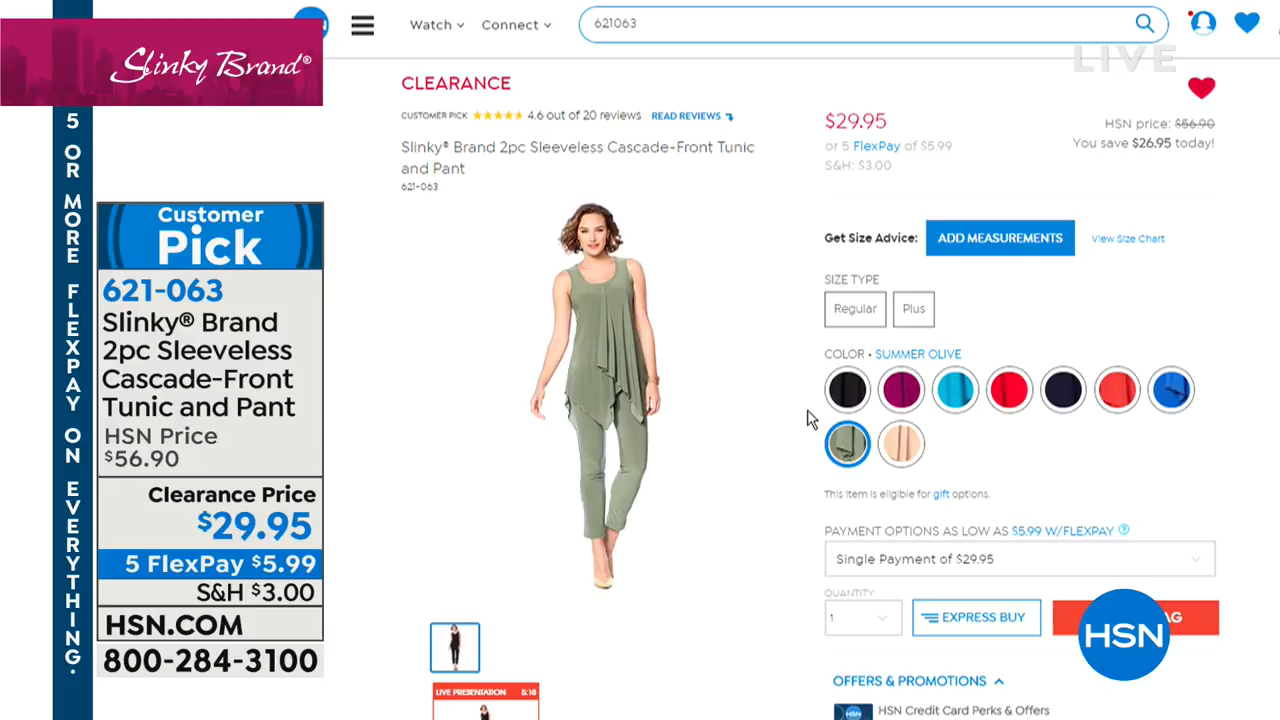 Slinky Brand®
5 OR MORE FLEXPAY ON EVERYTHING.
Customer
Pick
621-063
Slinky® Brand
2pc Sleeveless
Cascade-Front
Tunic and Pant
HSN Price
$56.90
Clearance Price
$29.95
5 FlexPay $5.99
S&H $3.00
HSN.COM
800-284-3100
Watch
Connect
621063
LIVE
CLEARANCE
CUSTOMER PICK 4.6 out of 20 reviews READ REVIEWS
Slinky® Brand 2pc Sleeveless Cascade-Front Tunic
and Pant
621-063
$29.95
HSN price: $56.90
or 5 FlexPay of $5.99
You save $26.95 today!
S&H: $3.00
Get Size Advice: ADD MEASUREMENTS View Size Chart
SIZE TYPE
Regular Plus
COLOR • SUMMER OLIVE
This item is eligible for gift options.
PAYMENT OPTIONS AS LOW AS $5.99 W/FLEXPAY ?
Single Payment of $29.95
QUANTITY
1
EXPRESS BUY
AG
HSN
LIVE PRESENTATION 5:18
OFFERS & PROMOTIONS
HSN
HSN Credit Card Perks & Offers